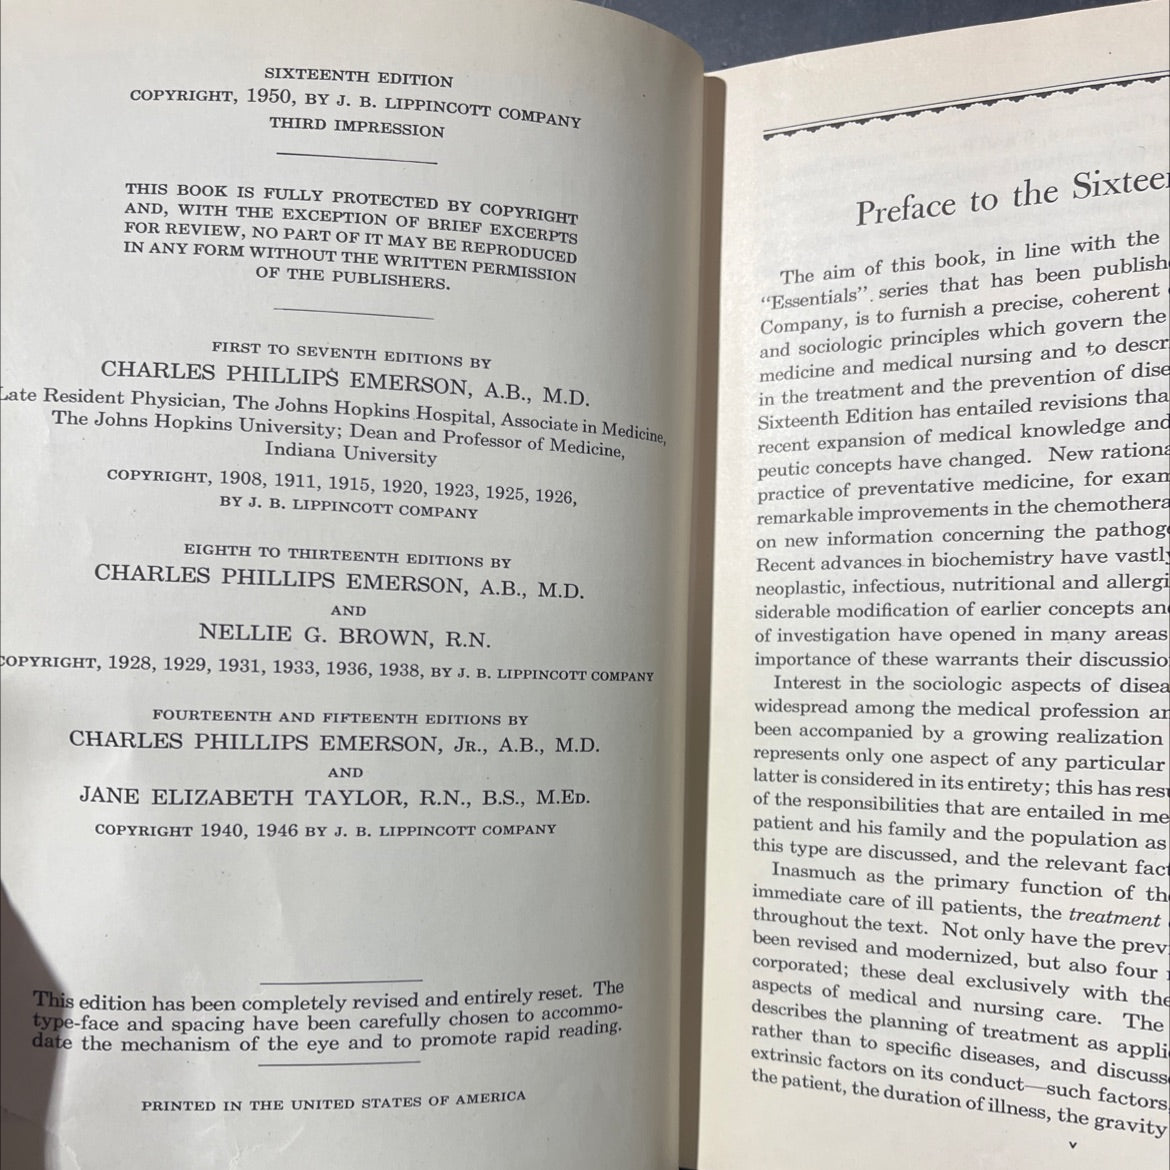 SIXTEENTH EDITION
COPYRIGHT, 1950, BY J. B. LIPPINCOTT COMPANY
THIRD IMPRESSION
THIS BOOK IS FULLY PROTECTED BY COPYRIGHT
AND, WITH THE EXCEPTION OF BRIEF EXCERPTS
FOR REVIEW, NO PART OF IT MAY BE REPRODUCED
IN ANY FORM WITHOUT THE WRITTEN PERMISSION
OF THE PUBLISHERS.
FIRST TO SEVENTH EDITIONS BY
CHARLES PHILLIPS EMERSON, A.B., M.D.
Late Resident Physician, The Johns Hopkins Hospital, Associate in Medicine,
The Johns Hopkins University; Dean and Professor of Medicine,
Indiana University
COPYRIGHT, 1908, 1911, 1915, 1920, 1923, 1925, 1926,
BY J. B. LIPPINCOTT COMPANY
EIGHTH TO THIRTEENTH EDITIONS BY
CHARLES PHILLIPS EMERSON, A.B., M.D.
AND
NELLIE G. BROWN, R.N.
COPYRIGHT, 1928, 1929, 1931, 1933, 1936, 1938, BY J. B. LIPPINCOTT COMPANY
FOURTEENTH AND FIFTEENTH EDITIONS BY
CHARLES PHILLIPS EMERSON, JR., A.B., M.D.
AND
JANE ELIZABETH TAYLOR, R.N., B.S., M.ED.
COPYRIGHT 1940, 1946 BY J. B. LIPPINCOTT COMPANY
This edition has been completely revised and entirely reset. The
type-face and spacing have been carefully chosen to accommo-
date the mechanism of the eye and to promote rapid reading.
PRINTED IN THE UNITED STATES OF AMERICA
Preface to the Sixteen
The aim of this book, in line with the
"Essentials" series that has been publish
Company, is to furnish a precise, coherent
and sociologic principles which govern the
medicine and medical nursing and to descr
in the treatment and the prevention of dise
Sixteenth Edition has entailed revisions tha
recent expansion of medical knowledge and
peutic concepts have changed. New rationa
practice of preventative medicine, for exam
remarkable improvements in the chemothera
on new information concerning the pathog
Recent advances in biochemistry have vastly
neoplastic, infectious, nutritional and allergi
siderable modification of earlier concepts an
of investigation have opened in many areas
importance of these warrants their discussio
Interest in the sociologic aspects of disea
widespread among the medical profession an
been accompanied by a growing realization
represents only one aspect of any particular
latter is considered in its entirety; this has resu
of the responsibilities that are entailed in me
patient and his family and the population as
this type are discussed, and the relevant fact
Inasmuch as the primary function of th
immediate care of ill patients, the treatment
throughout the text. Not only have the prev
been revised and modernized, but also four
corporated; these deal exclusively with the
aspects of medical and nursing care. The
describes the planning of treatment as appli
rather than to specific diseases, and discuss
extrinsic factors on its conduct—such factors
the patient, the duration of illness, the gravity
v